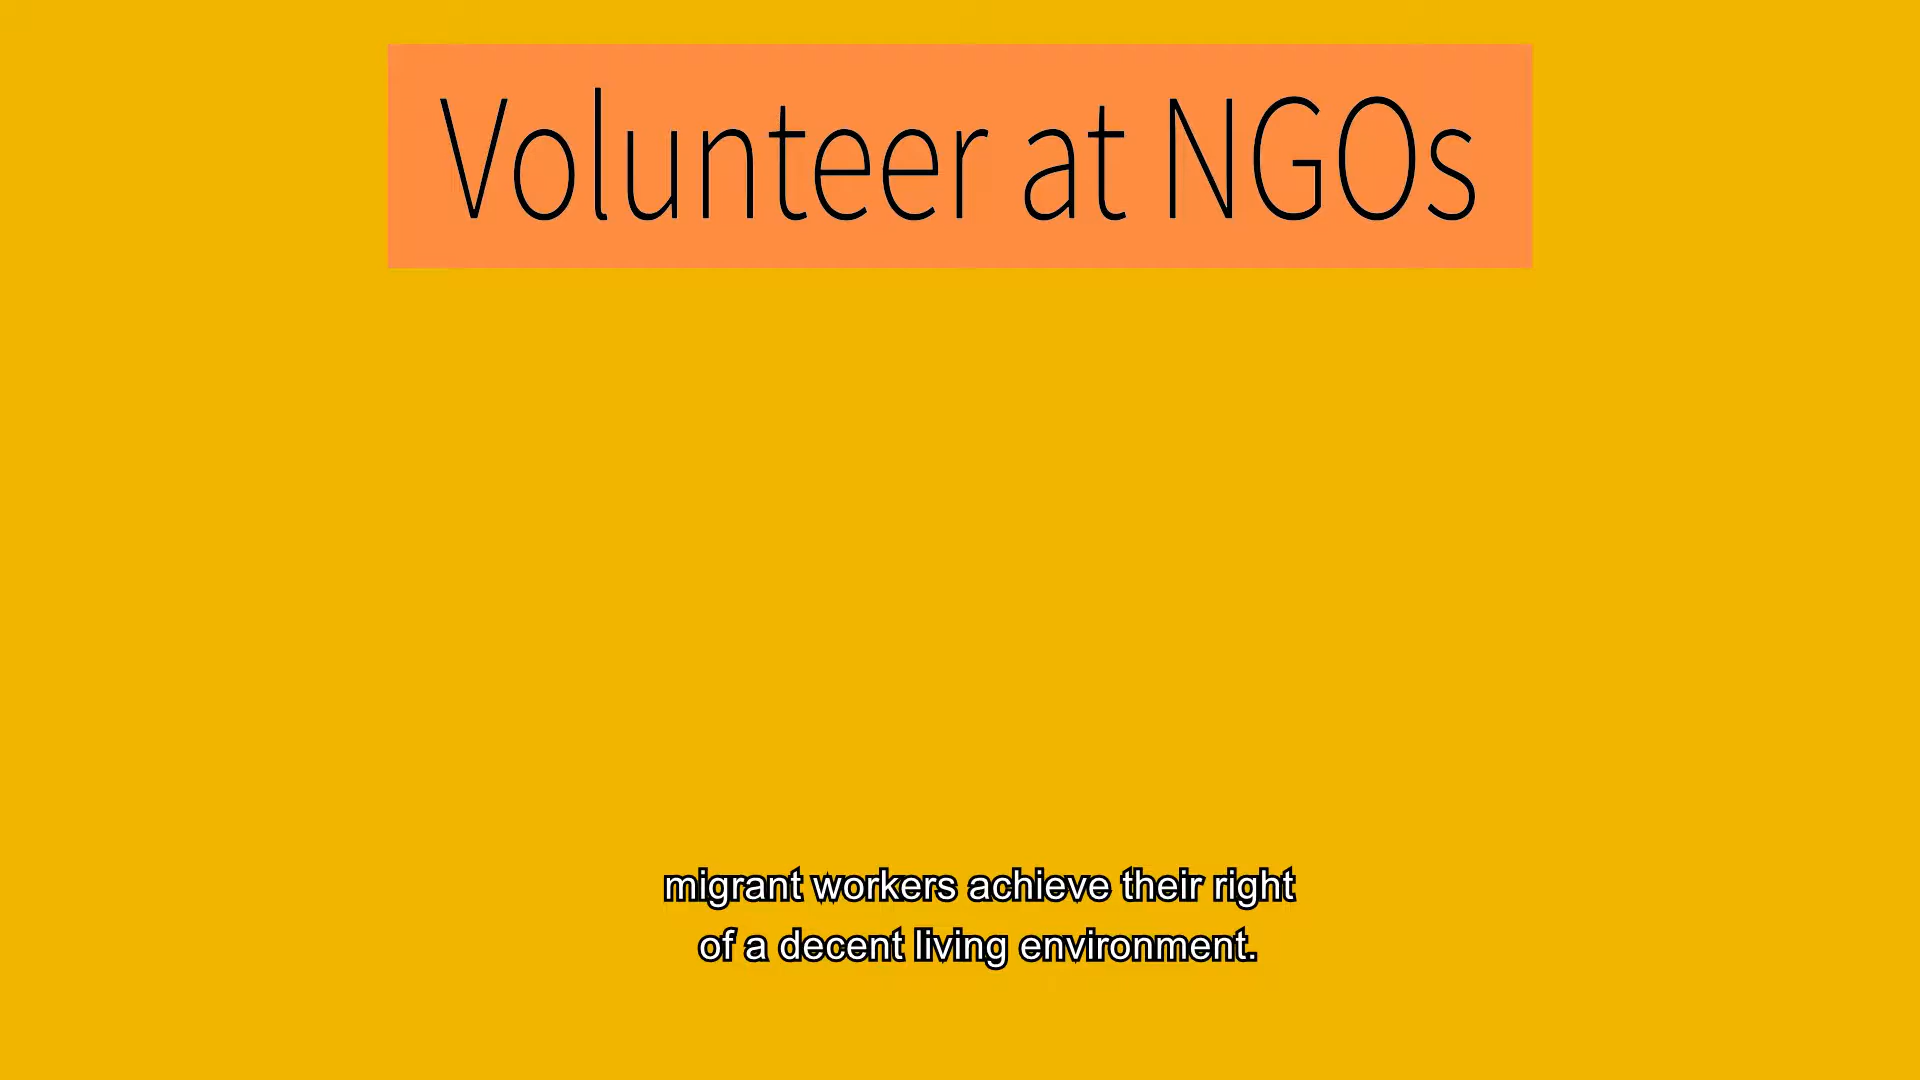 Volunteer at NGOs
migrant workers achieve their right
of a decent living environment.